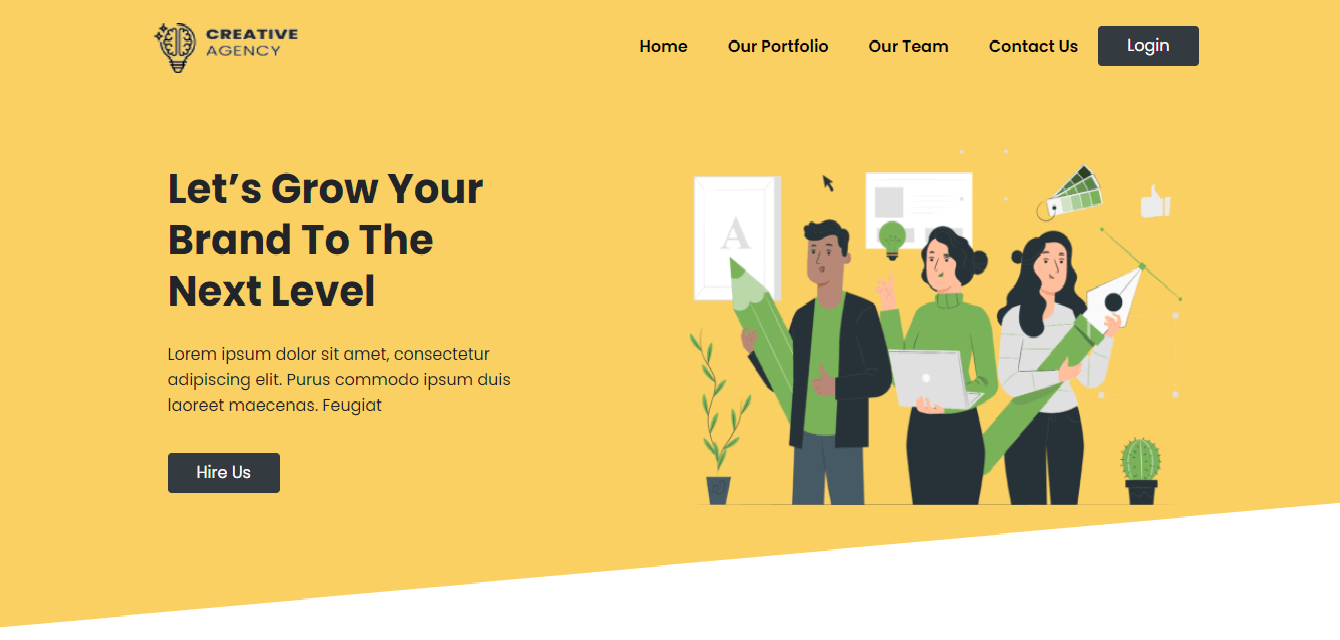 CREATIVE
AGENCY
Home Our Portfolio Our Team Contact Us Login
Let’s Grow Your
Brand To The
Next Level
Lorem ipsum dolor sit amet, consectetur
adipiscing elit. Purus commodo ipsum duis
laoreet maecenas. Feugiat
Hire Us
A